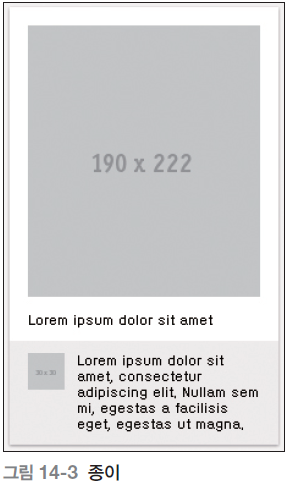 190 x 222
Lorem ipsum dolor sit amet
30 x 30
Lorem ipsum dolor sit
amet, consectetur
adipiscing elit. Nullam sem
mi, egestas a facilisis
eget, egestas ut magna.
그림 14-3 종이